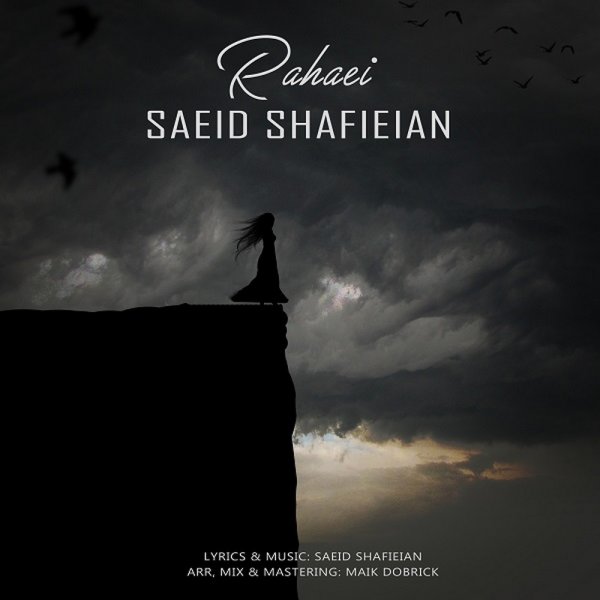 Rahaei
SAEID SHAFIEIAN
LYRICS & MUSIC: SAEID SHAFIEIAN
ARR, MIX & MASTERING: MAIK DOBRICK